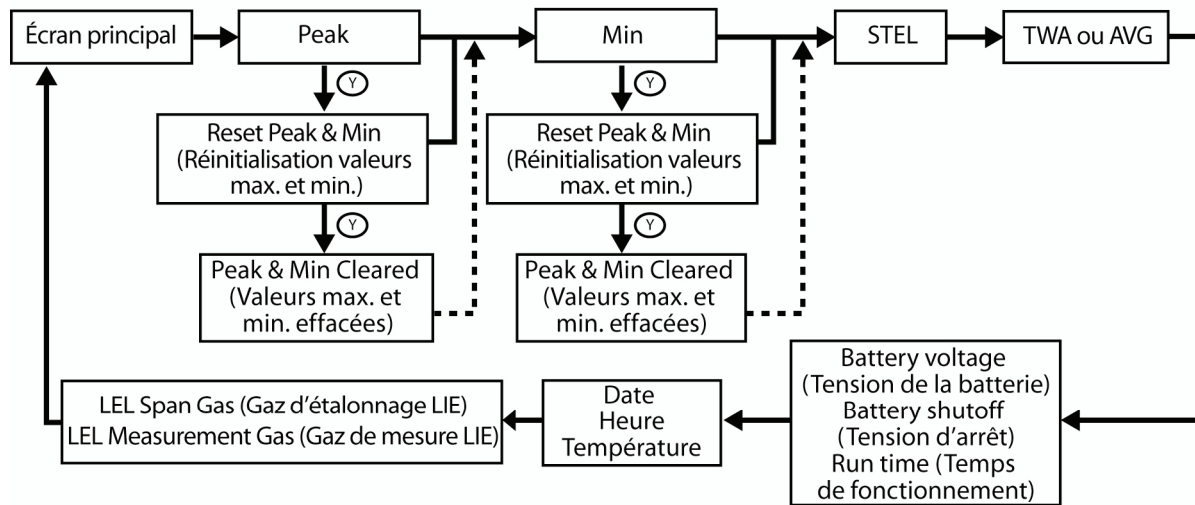 Écran principal
Peak
Min
STEL
TWA ou AVG
Y
Y
Reset Peak & Min
(Réinitialisation valeurs
max. et min.)
Reset Peak & Min
(Réinitialisation valeurs
max. et min.)
Y
Y
Peak & Min Cleared
(Valeurs max. et
min. effacées)
Peak & Min Cleared
(Valeurs max. et
min. effacées)
LEL Span Gas (Gaz d’étalonnage LIE)
LEL Measurement Gas (Gaz de mesure LIE)
Date
Heure
Température
Battery voltage
(Tension de la batterie)
Battery shutoff
(Tension d’arrêt)
Run time (Temps
de fonctionnement)